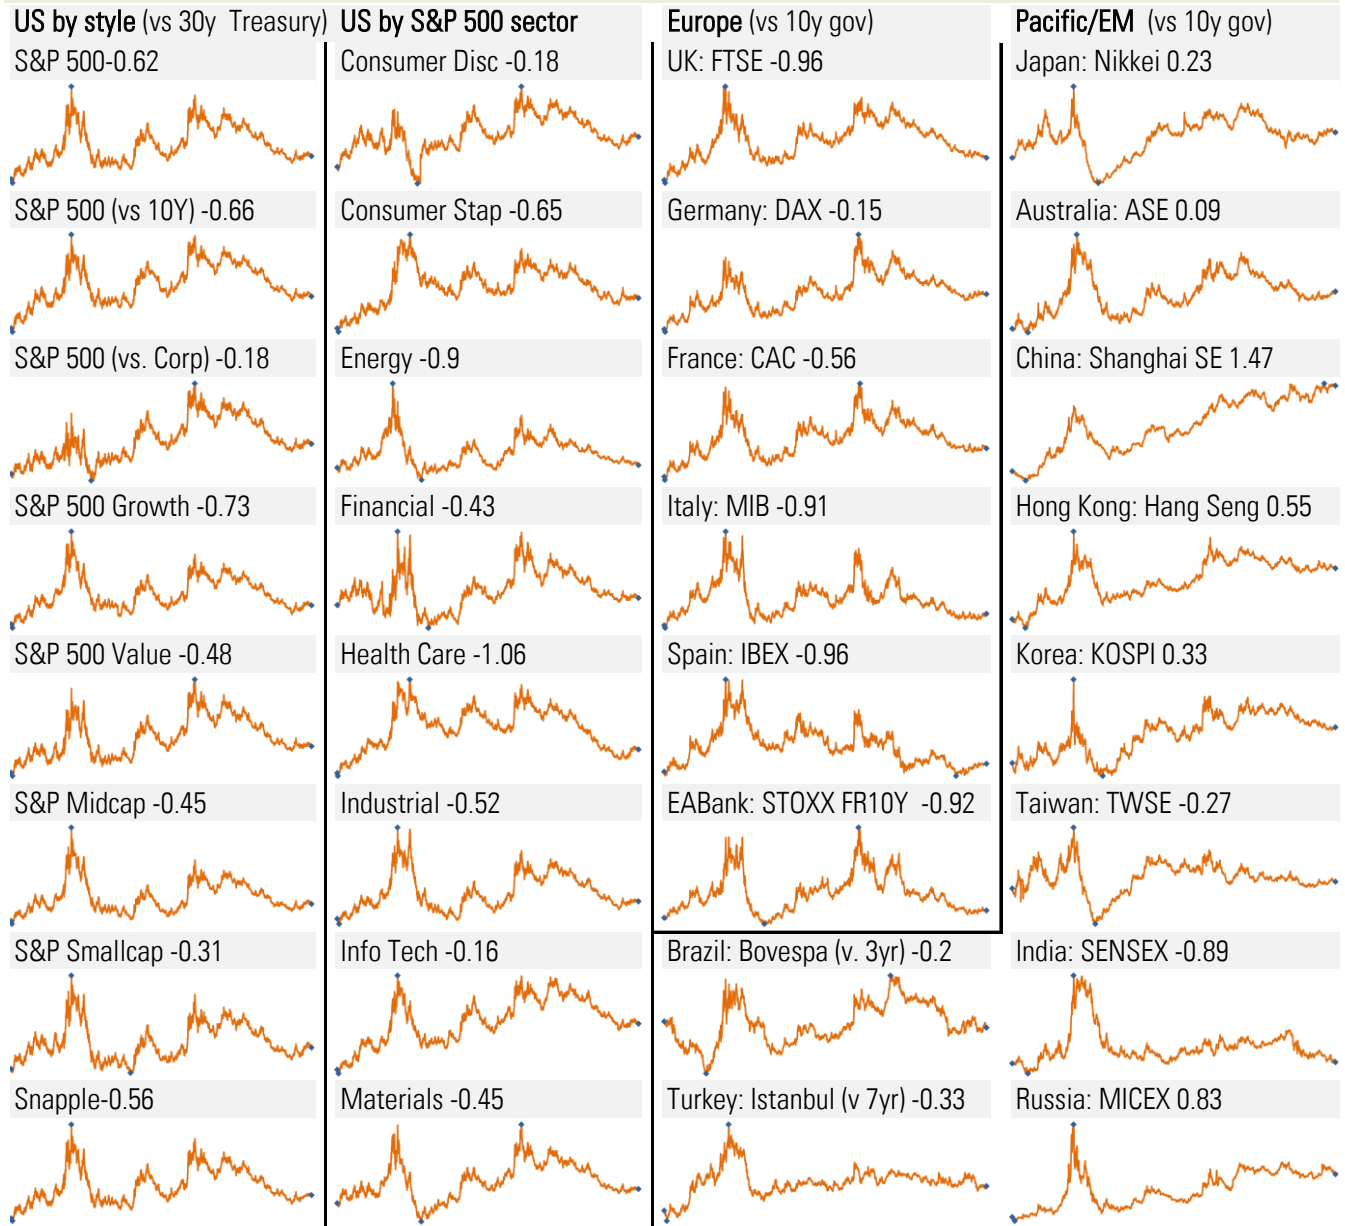 US by style (vs 30y Treasury)
S&P 500-0.62
S&P 500 (vs 10Y) -0.66
S&P 500 (vs. Corp) -0.18
S&P 500 Growth -0.73
S&P 500 Value -0.48
S&P Midcap -0.45
S&P Smallcap -0.31
Snapple-0.56
US by S&P 500 sector
Consumer Disc -0.18
Consumer Stap -0.65
Energy -0.9
Financial -0.43
Health Care -1.06
Industrial -0.52
Info Tech -0.16
Materials -0.45
Europe (vs 10y gov)
UK: FTSE -0.96
Germany: DAX -0.15
France: CAC -0.56
Italy: MIB -0.91
Spain: IBEX -0.96
EABank: STOXX FR10Y -0.92
Brazil: Bovespa (v. 3yr) -0.2
Turkey: Istanbul (v 7yr) -0.33
Pacific/EM (vs 10y gov)
Japan: Nikkei 0.23
Australia: ASE 0.09
China: Shanghai SE 1.47
Hong Kong: Hang Seng 0.55
Korea: KOSPI 0.33
Taiwan: TWSE -0.27
India: SENSEX -0.89
Russia: MICEX 0.83